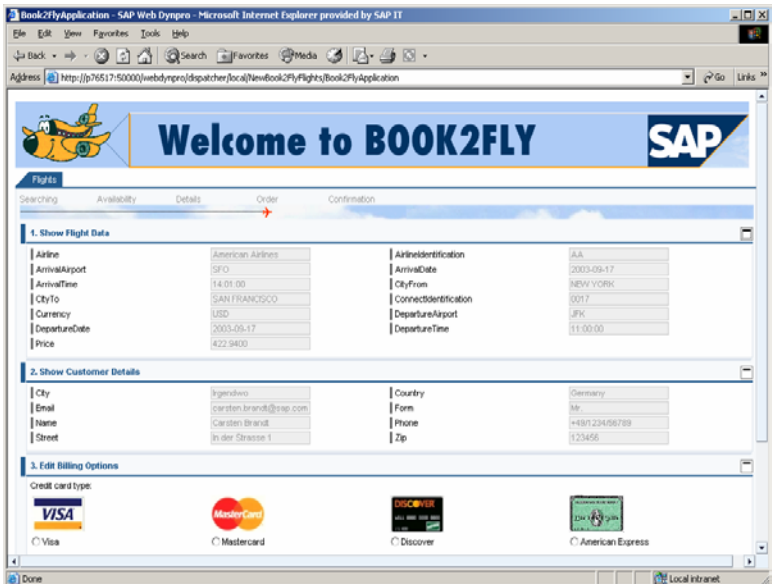 Book2FlyApplication - SAP Web Dynpro - Microsoft Internet Explorer provided by SAP IT
File Edit View Favorites Tools Help
Back Search Favorites Media
Address http://p76517:50000/webdynpro/dispatcher/local/NewBook2FlyFlights/Book2FlyApplication Go Links »
Welcome to BOOK2FLY SAP
Flights
Searching Availability Details Order Confirmation
1. Show Flight Data
Airline American Airlines AirlineIdentification AA
ArrivalAirport SFO ArrivalDate 2003-09-17
ArrivalTime 14:01:00 CityFrom NEW YORK
CityTo SAN FRANCISCO ConnectIdentification 0017
Currency USD DepartureAirport JFK
DepartureDate 2003-09-17 DepartureTime 11:00:00
Price 422.9400
2. Show Customer Details
City Irgendwo Country Germany
Email carsten.brandt@sap.com Form Mr.
Name Carsten Brandt Phone +49/1234/56789
Street In der Strasse 1 Zip 123456
3. Edit Billing Options
Credit card type:
VISA MasterCard DISCOVER
Visa Mastercard Discover American Express
Done Local intranet